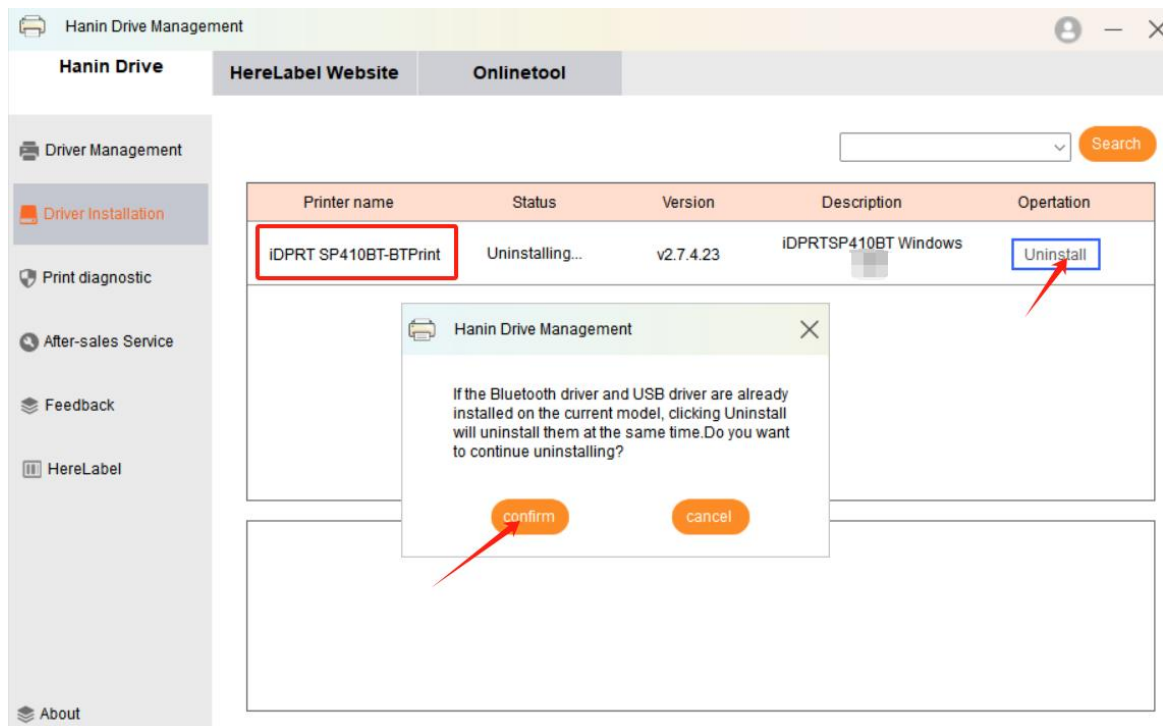 Hanin Drive Management
Hanin Drive
HereLabel Website
Onlinetool
Driver Management
Driver Installation
Print diagnostic
After-sales Service
Feedback
HereLabel
About
Search
Printer name
Status
Version
Description
Opertation
iDPRT SP410BT-BTPrint
Uninstalling...
v2.7.4.23
iDPRTSP410BT Windows
Uninstall
Hanin Drive Management
If the Bluetooth driver and USB driver are already
installed on the current model, clicking Uninstall
will uninstall them at the same time.Do you want
to continue uninstalling?
confirm
cancel